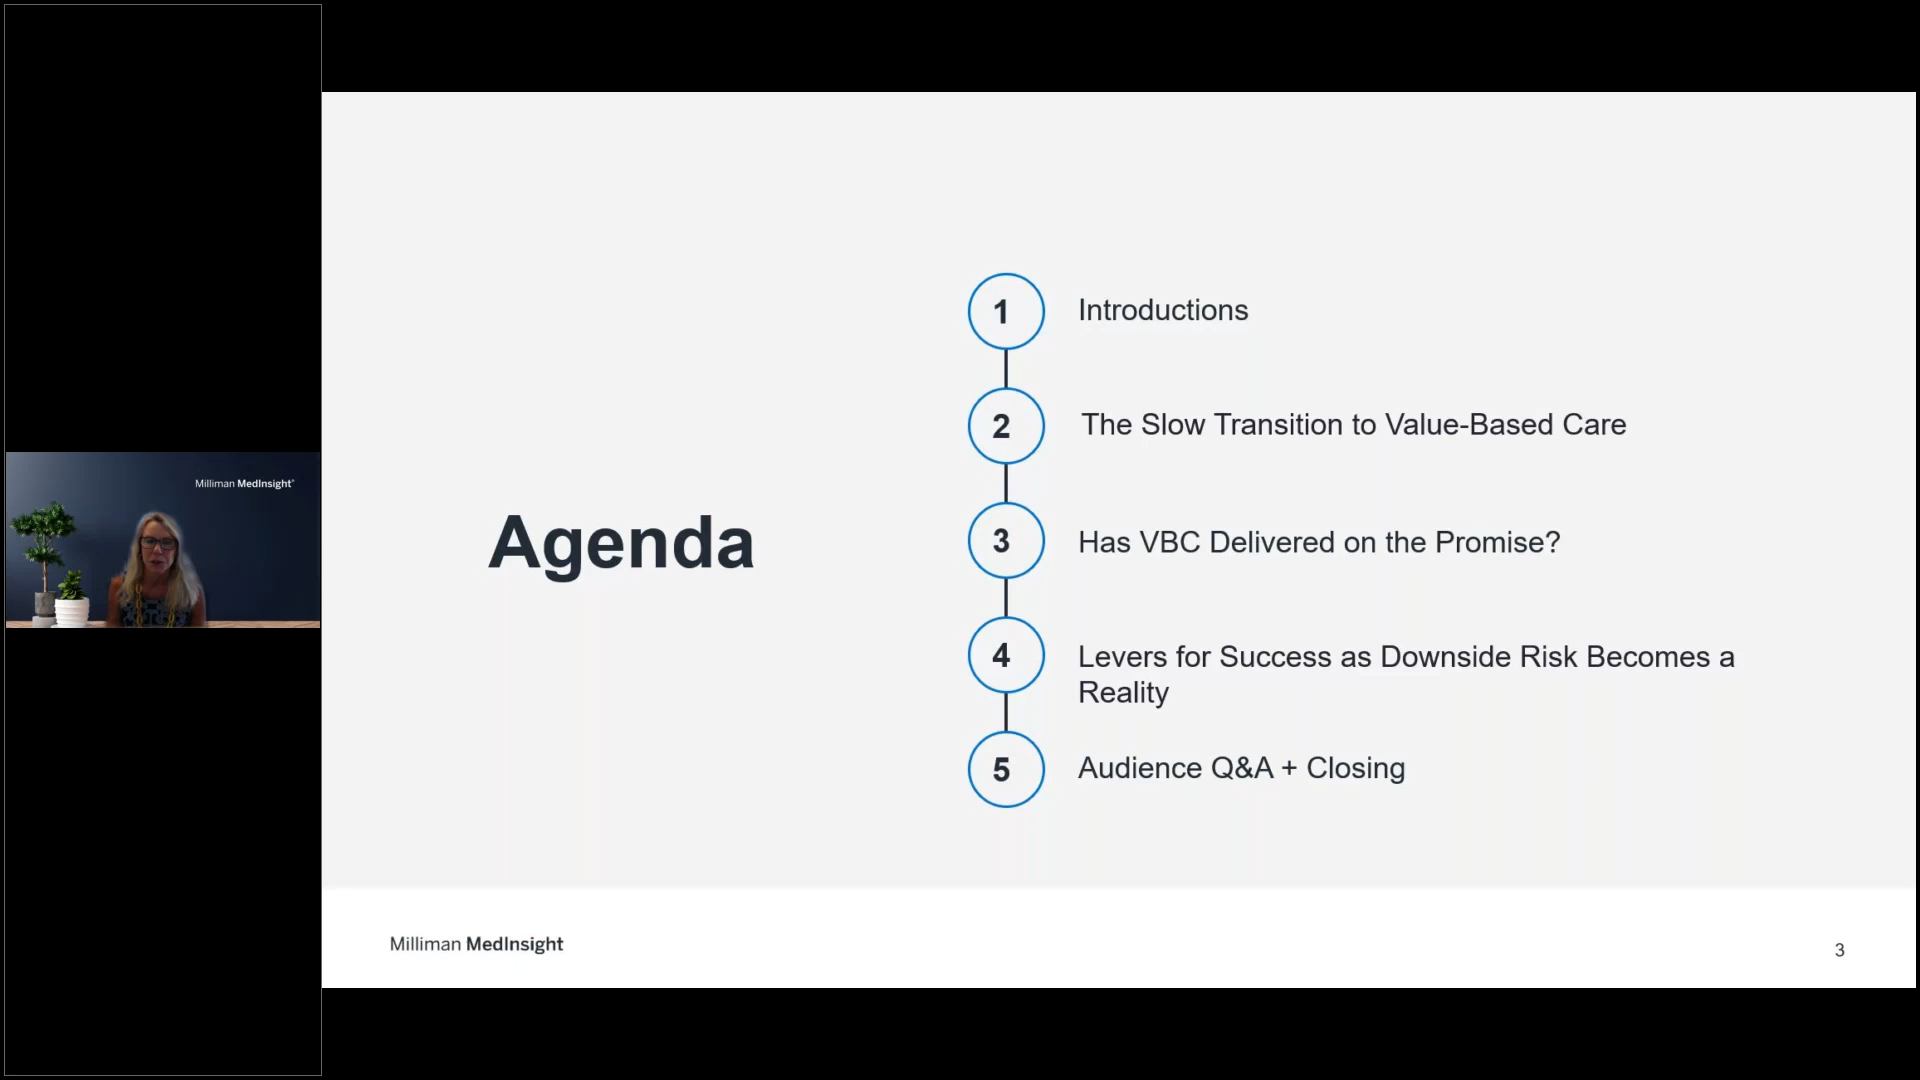 Milliman MedInsight®
Agenda
1
Introductions
2
The Slow Transition to Value-Based Care
3
Has VBC Delivered on the Promise?
4
Levers for Success as Downside Risk Becomes a
Reality
5
Audience Q&A + Closing
Milliman MedInsight
3